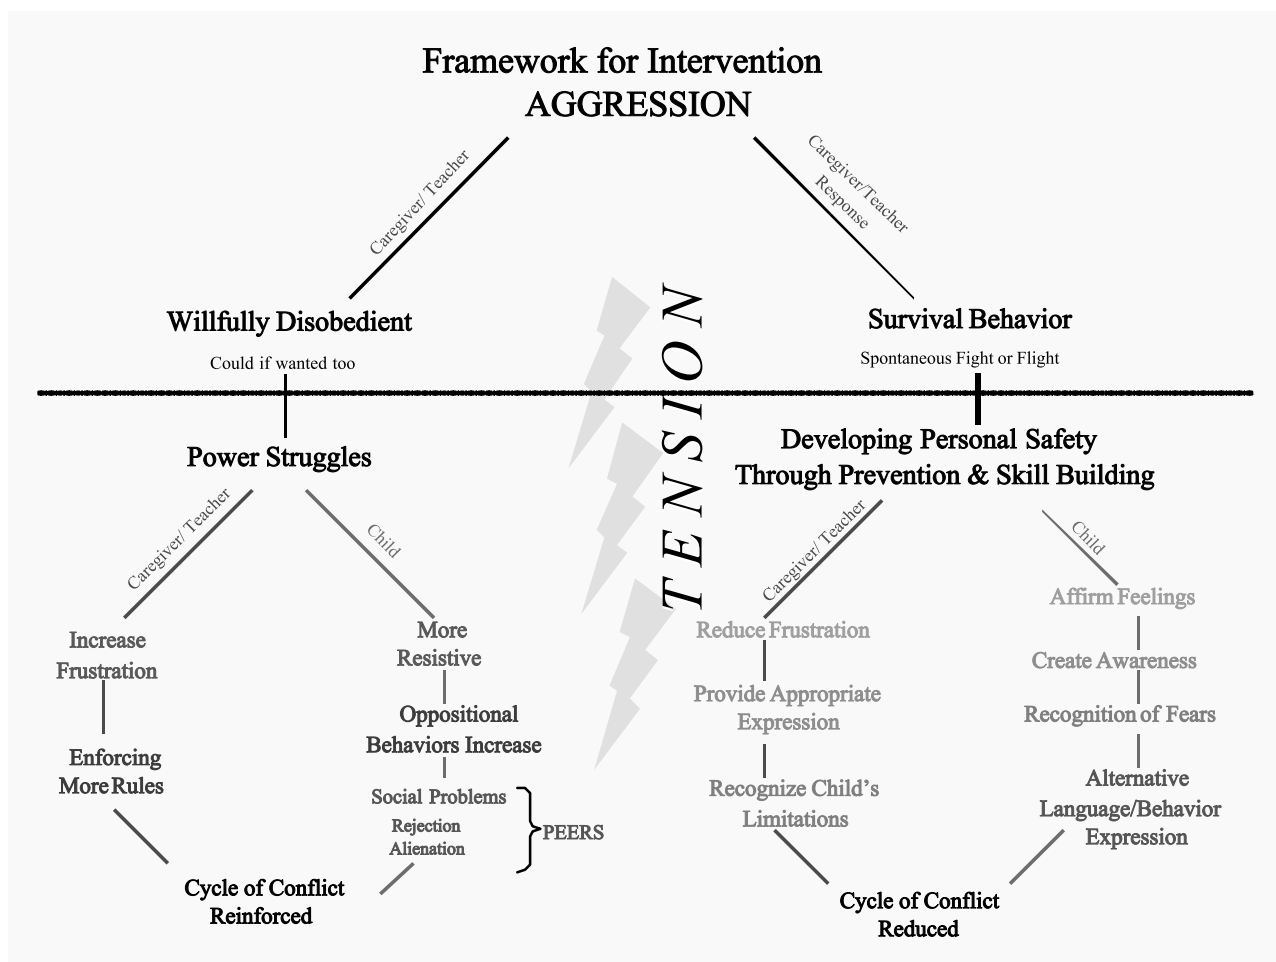 Framework for Intervention
AGGRESSION
Caregiver/ Teacher
Caregiver/Teacher
Response
Willfully Disobedient
Could if wanted too
TENSION
Survival Behavior
Spontaneous Fight or Flight
Power Struggles
Caregiver/ Teacher
Child
Increase
Frustration
Enforcing
More Rules
More
Resistive
Oppositional
Behaviors Increase
Social Problems
Rejection
Alienation
PEERS
Cycle of Conflict
Reinforced
Developing Personal Safety
Through Prevention & Skill Building
Caregiver/ Teacher
Child
Reduce Frustration
Provide Appropriate
Expression
Recognize Child's
Limitations
Affirm Feelings
Create Awareness
Recognition of Fears
Alternative
Language/Behavior
Expression
Cycle of Conflict
Reduced